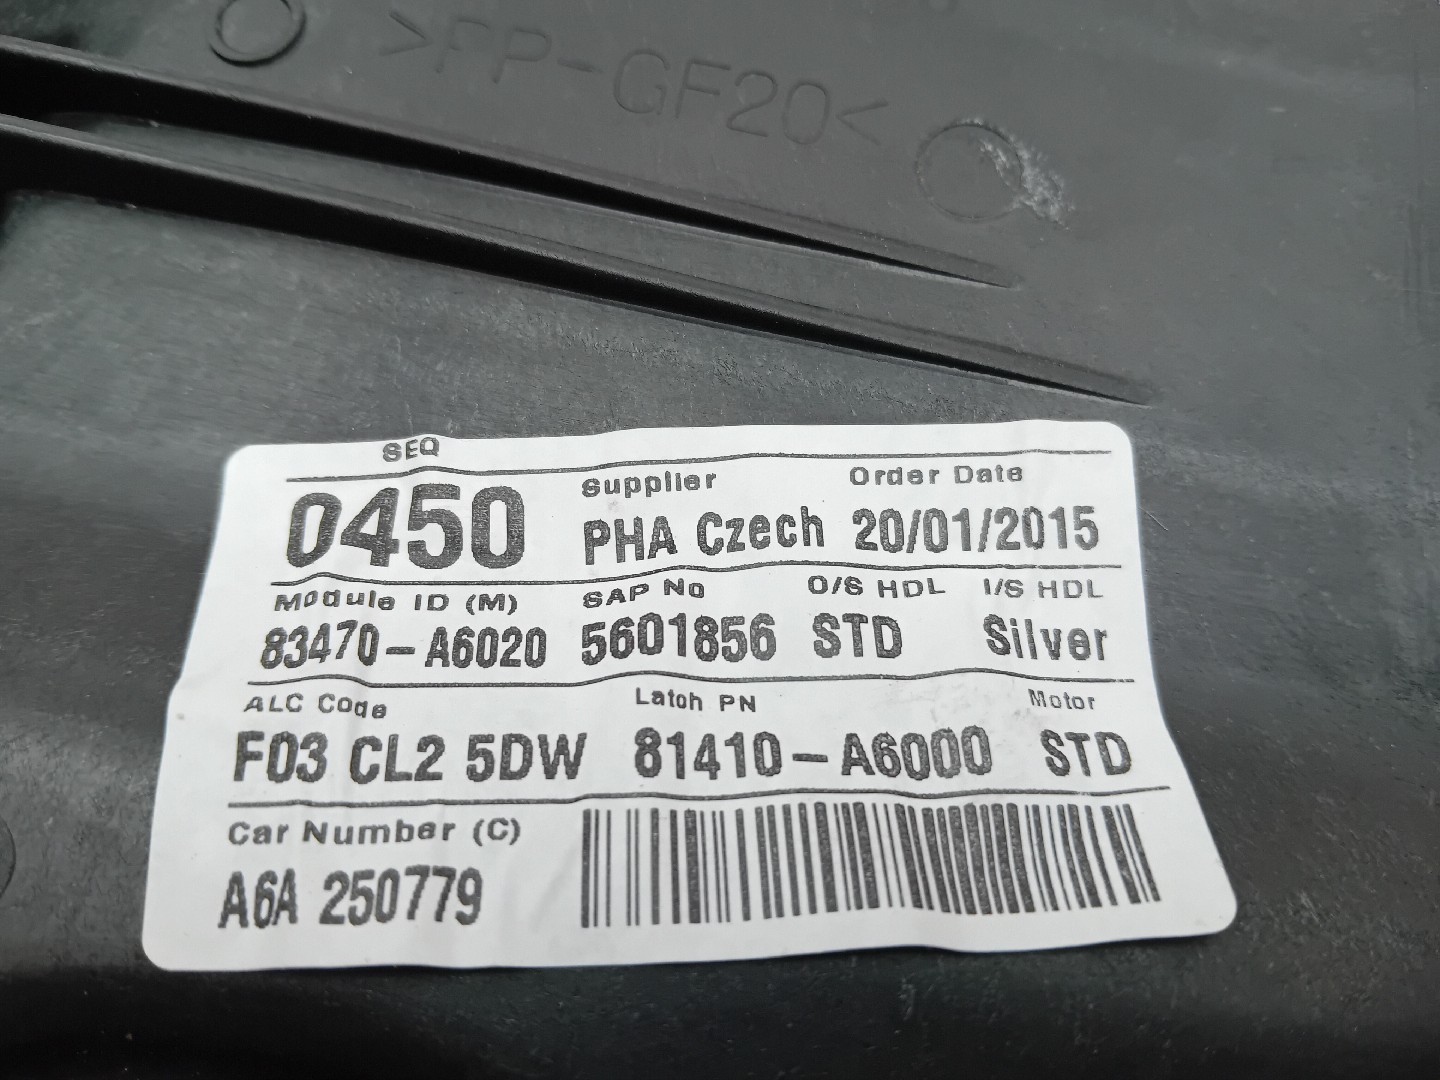 >PP-GF20<
SEQ
0450
Supplier
Order Date
PHA Czech
20/01/2015
Module ID (M)
SAP No
O/S HDL
I/S HDL
83470-A6020
5601856
STD
Silver
ALC Code
Latch PN
Motor
F03 CL2 5DW
81410-A6000
STD
Car Number (C)
A6A 250779